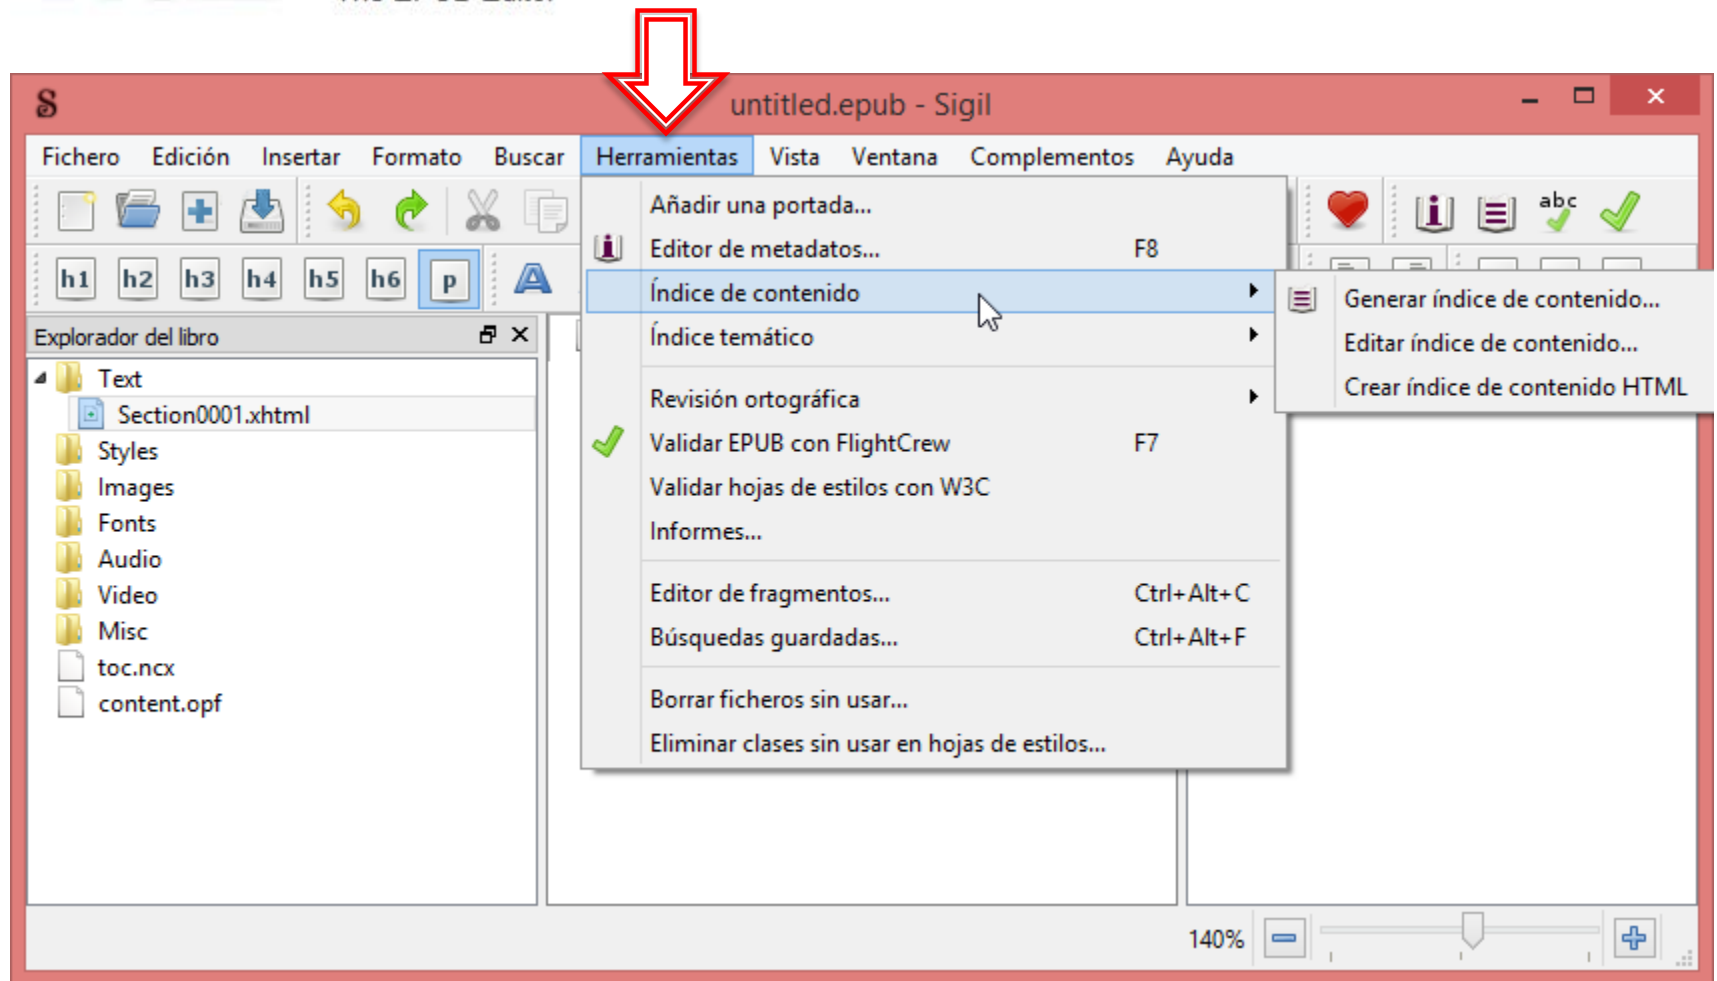 The EPUB Editor
untitled.epub - Sigil
Fichero Edición Insertar Formato Buscar Herramientas Vista Ventana Complementos Ayuda
abc
h1 h2 h3 h4 h5 h6 p A
Explorador del libro
Text
Section0001.xhtml
Styles
Images
Fonts
Audio
Video
Misc
toc.ncx
content.opf
Añadir una portada...
Editor de metadatos... F8
Índice de contenido
Índice temático
Revisión ortográfica
Validar EPUB con FlightCrew F7
Validar hojas de estilos con W3C
Informes...
Editor de fragmentos... Ctrl+Alt+C
Búsquedas guardadas... Ctrl+Alt+F
Borrar ficheros sin usar...
Eliminar clases sin usar en hojas de estilos...
Generar índice de contenido...
Editar índice de contenido...
Crear índice de contenido HTML
140%